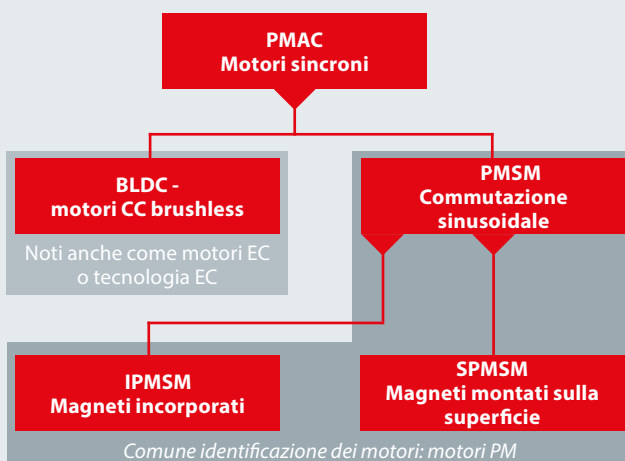 PMAC
Motori sincroni
BLDC -
motori CC brushless
Noti anche come motori EC
o tecnologia EC
PMSM
Commutazione
sinusoidale
IPMSM
Magneti incorporati
SPMSM
Magneti montati sulla
superficie
Comune identificazione dei motori: motori PM